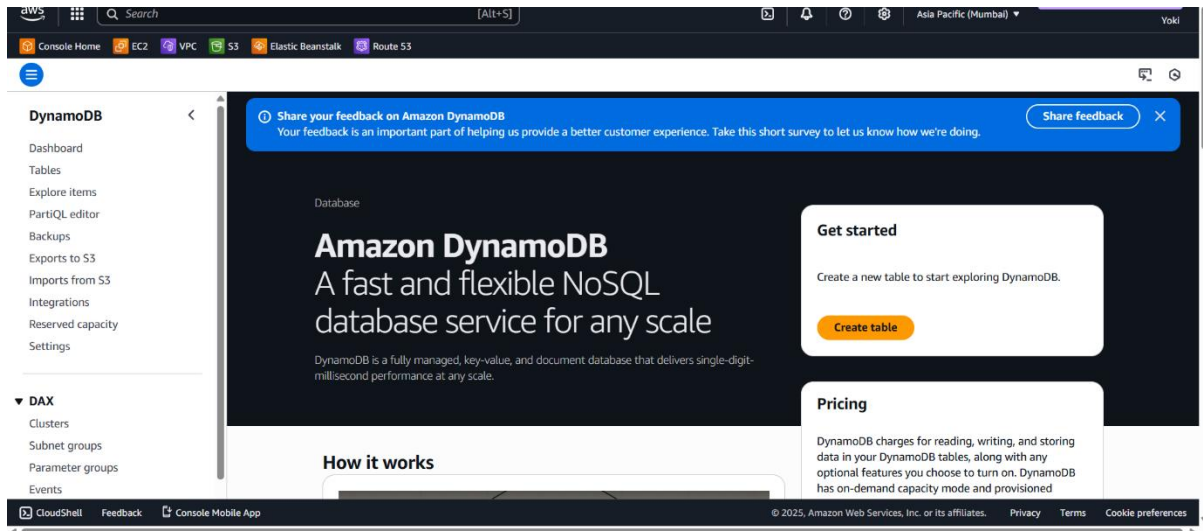 aws
Search
[Alt+S]
Asia Pacific (Mumbai) ▼
Yoki
Console Home
EC2
VPC
S3
Elastic Beanstalk
Route 53
DynamoDB
Dashboard
Tables
Explore items
PartiQL editor
Backups
Exports to S3
Imports from S3
Integrations
Reserved capacity
Settings
▼ DAX
Clusters
Subnet groups
Parameter groups
Events
Share your feedback on Amazon DynamoDB
Your feedback is an important part of helping us provide a better customer experience. Take this short survey to let us know how we're doing.
Share feedback
Database
Amazon DynamoDB
A fast and flexible NoSQL
database service for any scale
DynamoDB is a fully managed, key-value, and document database that delivers single-digit-
millisecond performance at any scale.
Get started
Create a new table to start exploring DynamoDB.
Create table
Pricing
DynamoDB charges for reading, writing, and storing
data in your DynamoDB tables, along with any
optional features you choose to turn on. DynamoDB
has on-demand capacity mode and provisioned
How it works
CloudShell
Feedback
Console Mobile App
© 2025, Amazon Web Services, Inc. or its affiliates.
Privacy
Terms
Cookie preferences